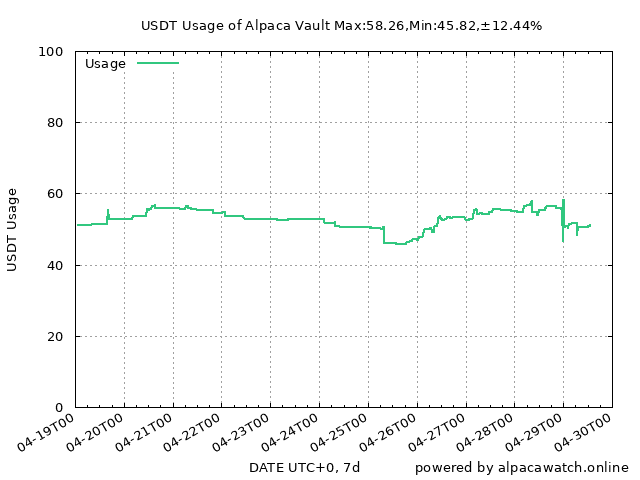 USDT Usage of Alpaca Vault Max:58.26,Min:45.82,±12.44%
100
Usage
80
60
40
20
0
USDT Usage
04-19T00
04-20T00
04-21T00
04-22T00
04-23T00
04-24T00
04-25T00
04-26T00
04-27T00
04-28T00
04-29T00
04-30T00
DATE UTC+0, 7d
powered by alpacawatch.online